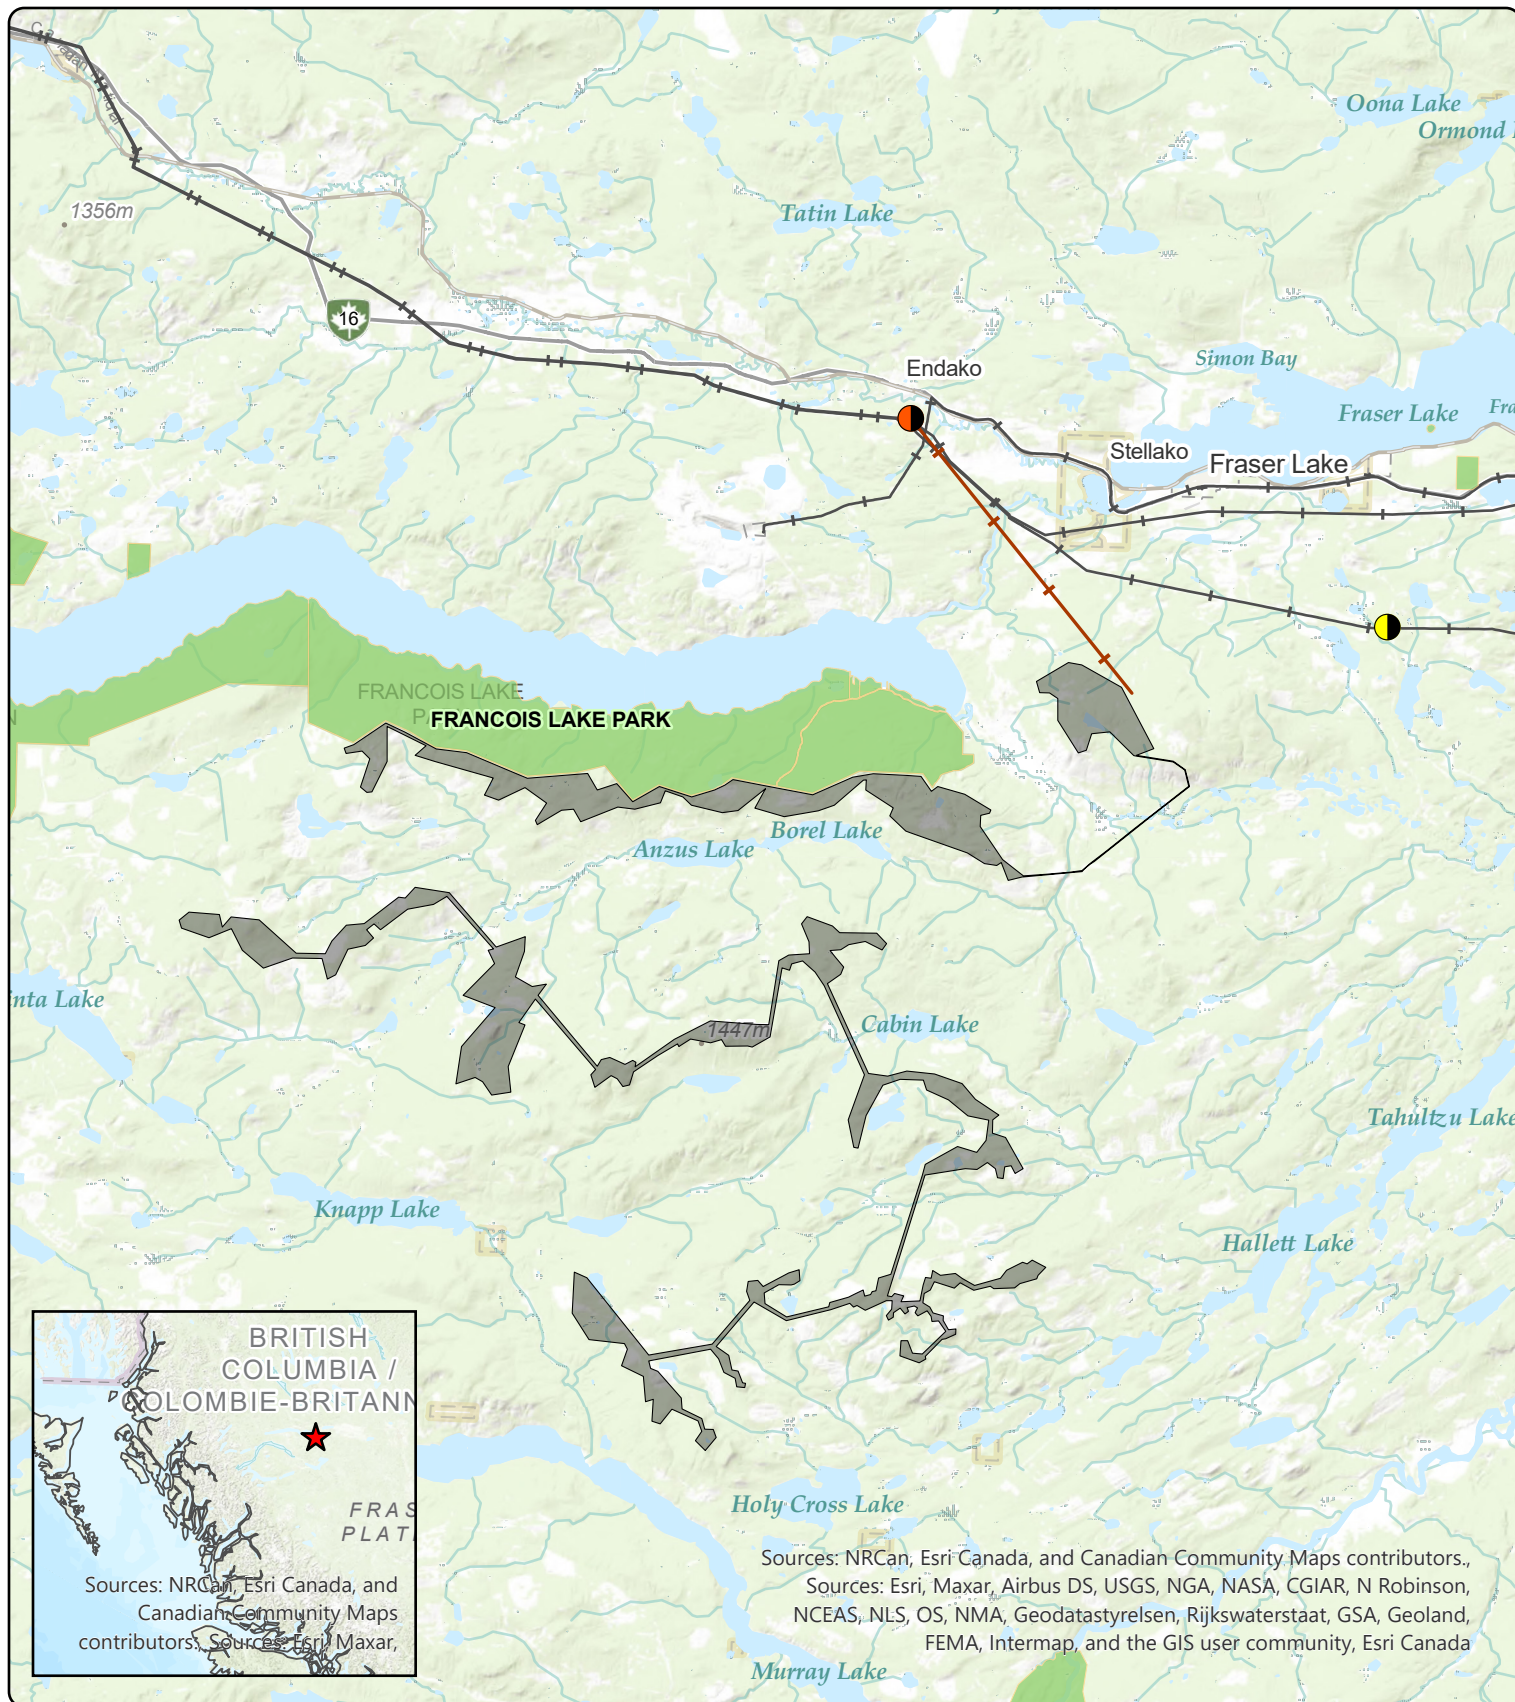 Canadian National
Oona Lake
Ormond
1356m
Tatin Lake
16
Simon Bay
Endako
Fraser Lake
Fra
Stellako
Fraser Lake
FRANCOIS LAKE
FRANCOIS LAKE PARK
Borel Lake
Anzus Lake
inta Lake
Cabin Lake
1447m
Tahultzu Lake
Knapp Lake
Hallett Lake
BRITISH
COLUMBIA /
COLOMBIE-BRITANN
FRAS
PLAT
Holy Cross Lake
Sources: NRCan, Esri Canada, and
Canadian Community Maps
contributors., Sources: Esri, Maxar,
Sources: NRCan, Esri Canada, and Canadian Community Maps contributors.,
Sources: Esri, Maxar, Airbus DS, USGS, NGA, NASA, CGIAR, N Robinson,
NCEAS, NLS, OS, NMA, Geodatastyrelsen, Rijkswaterstaat, GSA, Geoland,
FEMA, Intermap, and the GIS user community, Esri Canada
Murray Lake